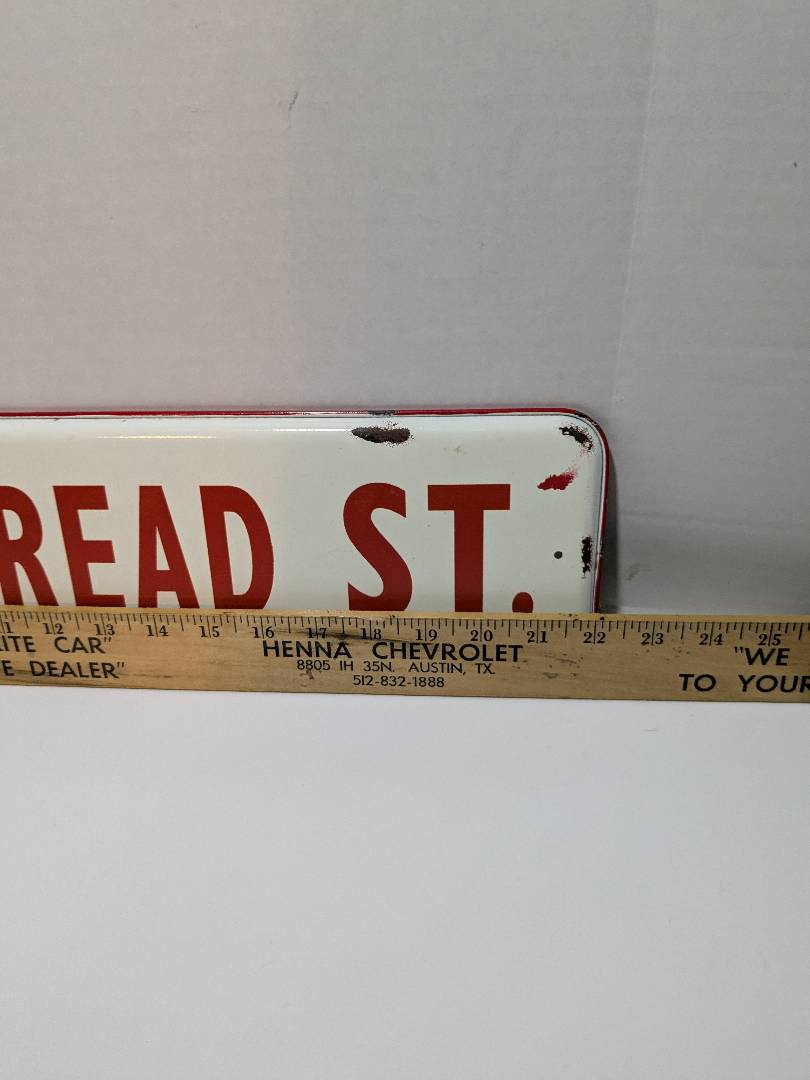 READ ST.
1 12 13 14 15 16 17 18 19 20 21 22 23 24 25
ITE CAR" HENNA CHEVROLET "WE
E DEALER" 8805 IH 35N. AUSTIN, TX. TO YOUR
512-832-1888